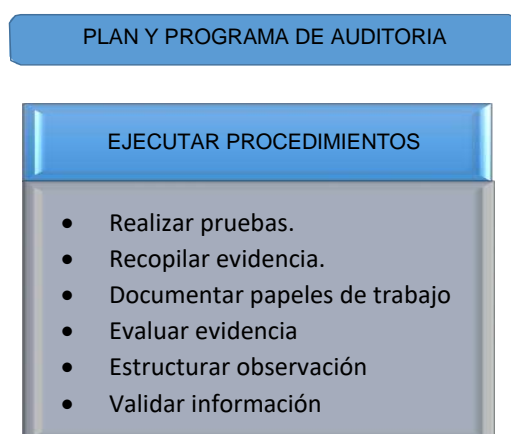 PLAN Y PROGRAMA DE AUDITORIA
EJECUTAR PROCEDIMIENTOS
• Realizar pruebas.
• Recopilar evidencia.
• Documentar papeles de trabajo
• Evaluar evidencia
• Estructurar observación
• Validar información